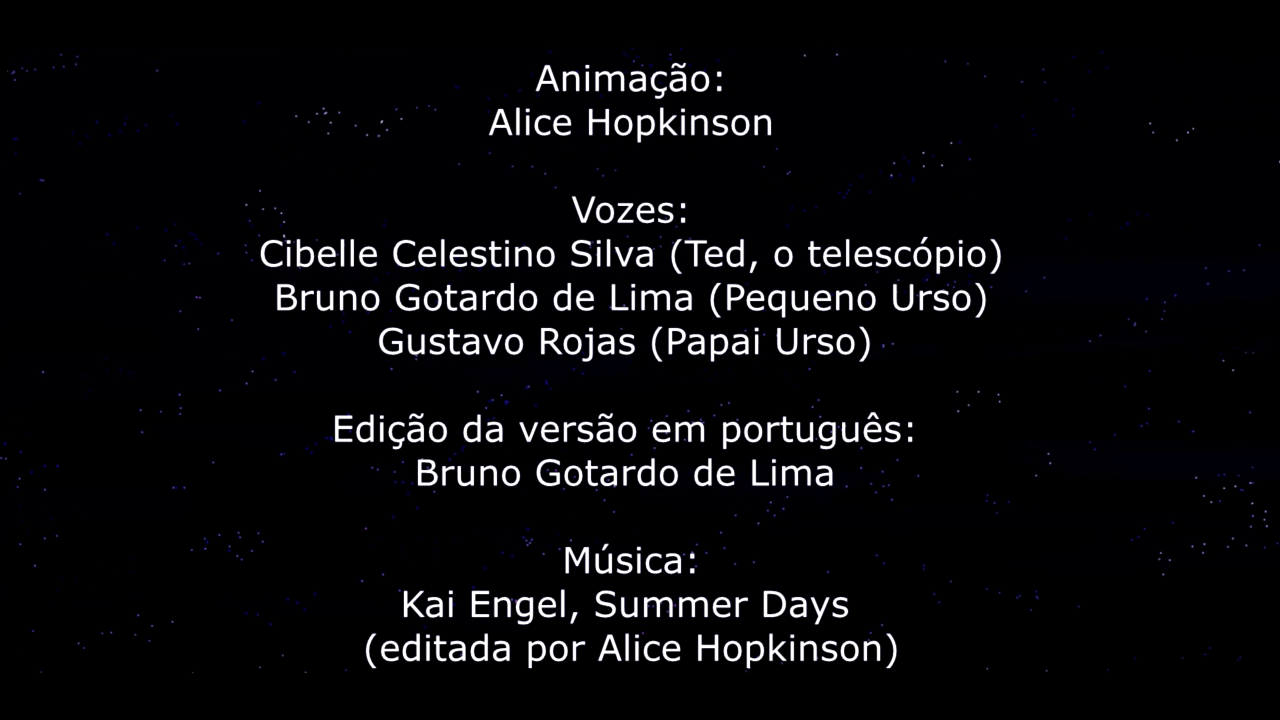 Animação:
Alice Hopkinson
Vozes:
Cibelle Celestino Silva (Ted, o telescópio)
Bruno Gotardo de Lima (Pequeno Urso)
Gustavo Rojas (Papai Urso)
Edição da versão em português:
Bruno Gotardo de Lima
Música:
Kai Engel, Summer Days
(editada por Alice Hopkinson)